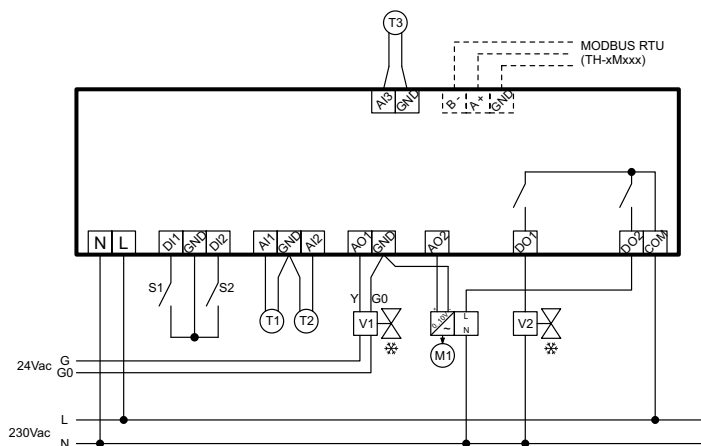 T3
MODBUS RTU
(TH-xMxxx)
AI3 GND B - A + GND
N L DI1 GND DI2 AI1 GND AI2 AO1 GND AO2 DO1 DO2 COM
S1 S2 Y G0
T1 T2 V1 0..10V + - ~ L N V2
M1
24Vac G
G0
L
230Vac
N